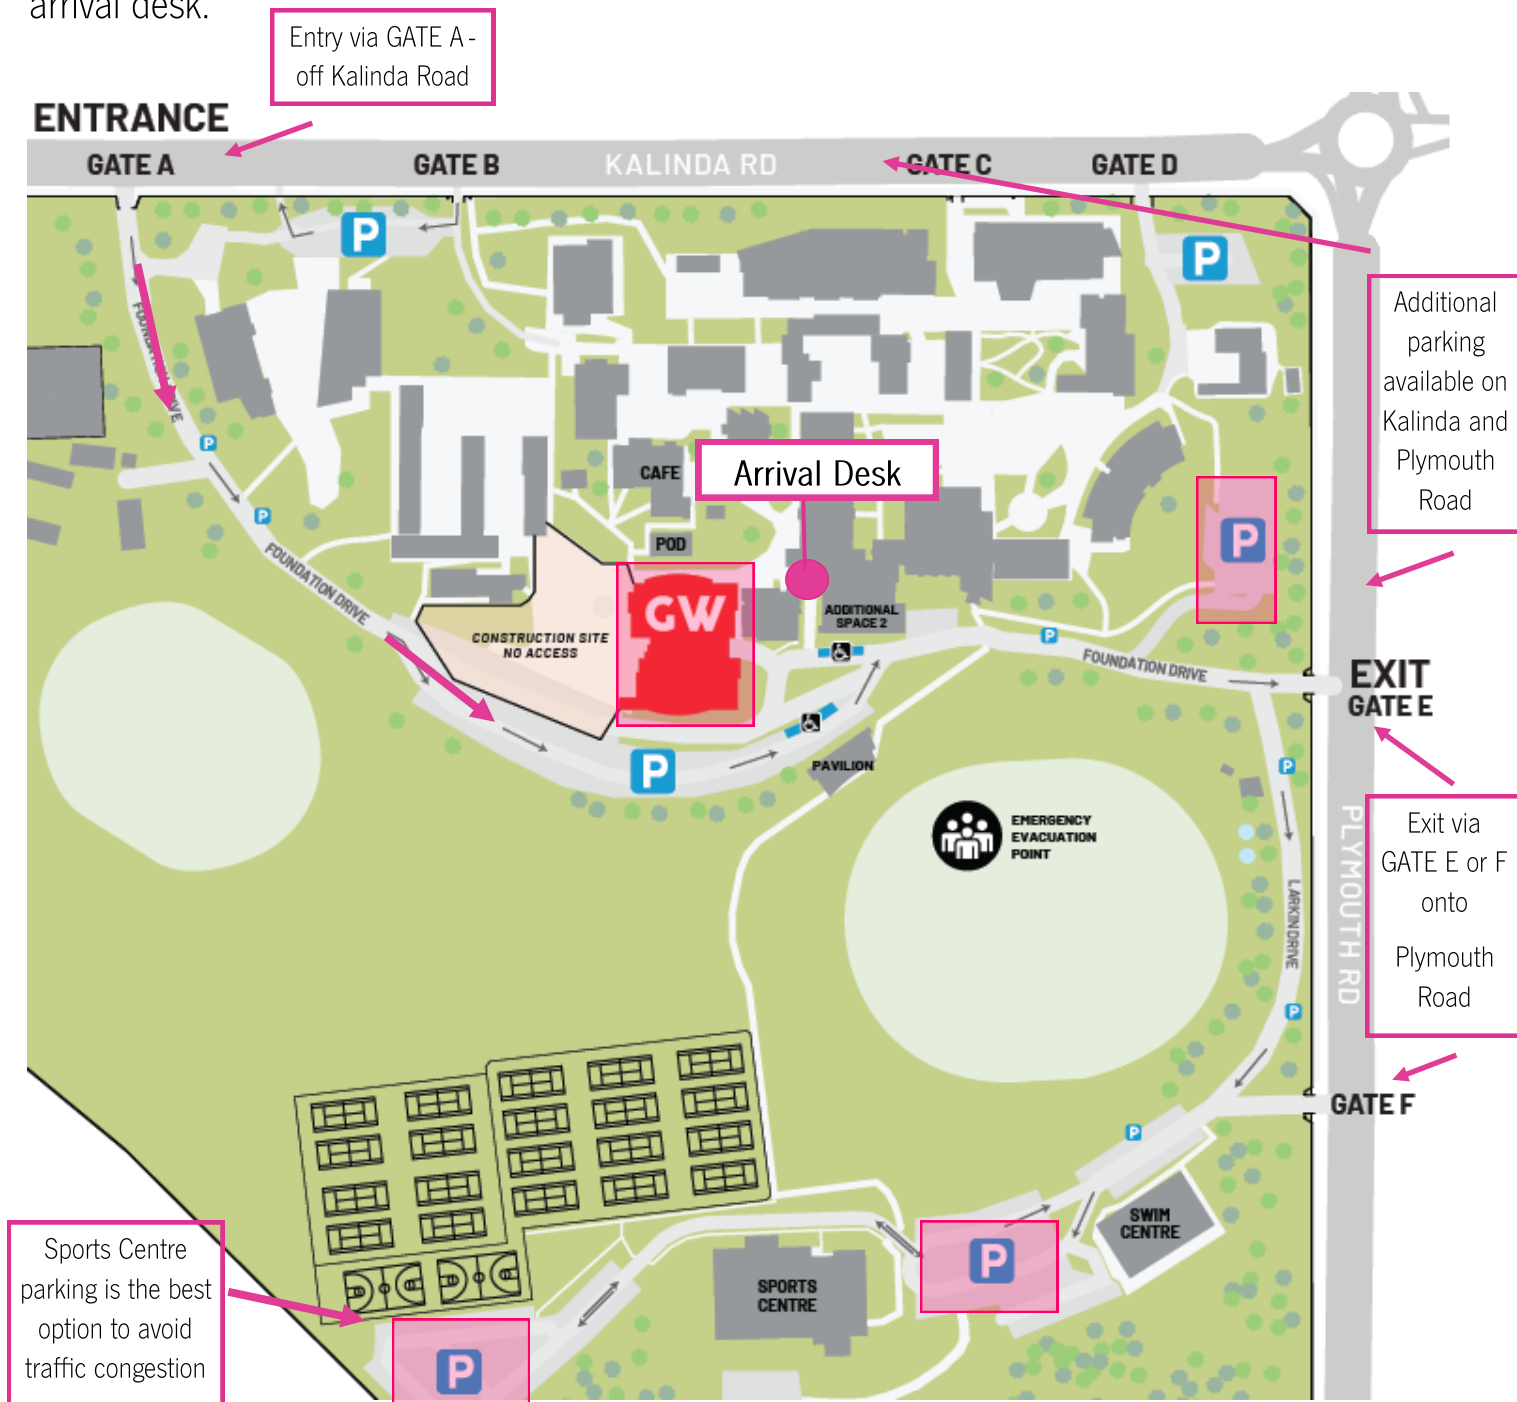 arrival desk.
Entry via GATE A -
off Kalinda Road
ENTRANCE
GATE A
GATE B
KALINDA RD
GATE C
GATE D
P
P
Additional
parking
available on
Kalinda and
Plymouth
Road
FOUNDATION DRIVE
P
P
CAFE
Arrival Desk
POD
P
FOUNDATION DRIVE
GW
ADDITIONAL
SPACE 2
CONSTRUCTION SITE
NO ACCESS
P
FOUNDATION DRIVE
EXIT
GATE E
P
PAVILION
P
EMERGENCY
EVACUATION
POINT
PLYMOUTH RD
Exit via
GATE E or F
onto
Plymouth
Road
LARKIN DRIVE
P
GATE F
P
SWIM
CENTRE
P
SPORTS
CENTRE
Sports Centre
parking is the best
option to avoid
traffic congestion
P